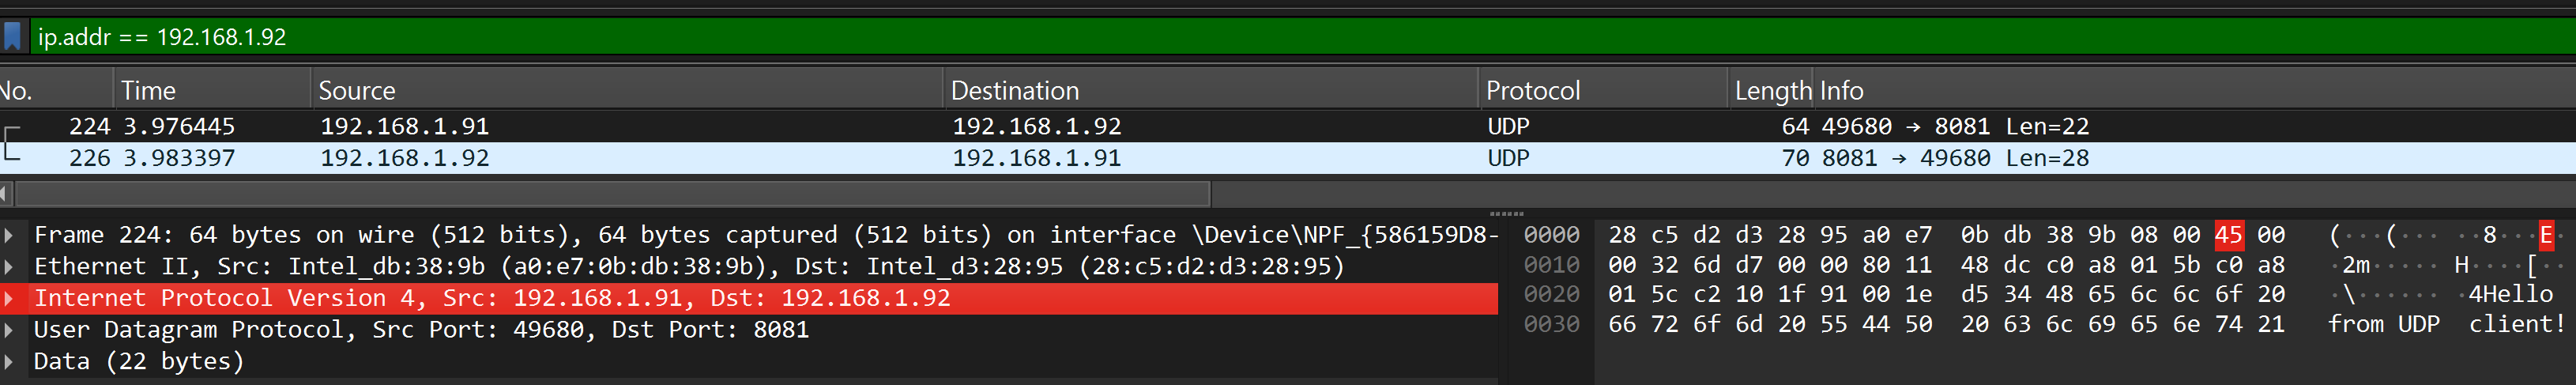 ip.addr == 192.168.1.92
No. Time Source Destination Protocol Length Info
224 3.976445 192.168.1.91 192.168.1.92 UDP 64 49680 → 8081 Len=22
226 3.983397 192.168.1.92 192.168.1.91 UDP 70 8081 → 49680 Len=28
Frame 224: 64 bytes on wire (512 bits), 64 bytes captured (512 bits) on interface \Device\NPF_{586159D8-
Ethernet II, Src: Intel_db:38:9b (a0:e7:0b:db:38:9b), Dst: Intel_d3:28:95 (28:c5:d2:d3:28:95)
Internet Protocol Version 4, Src: 192.168.1.91, Dst: 192.168.1.92
User Datagram Protocol, Src Port: 49680, Dst Port: 8081
Data (22 bytes)
0000 28 c5 d2 d3 28 95 a0 e7 0b db 38 9b 08 00 45 00 (···(··· ··8···E·
0010 00 32 6d d7 00 00 80 11 48 dc c0 a8 01 5b c0 a8 ·2m····· H····[··
0020 01 5c c2 10 1f 91 00 1e d5 34 48 65 6c 6c 6f 20 ·\······ ·4Hello
0030 66 72 6f 6d 20 55 44 50 20 63 6c 69 65 6e 74 21 from UDP client!